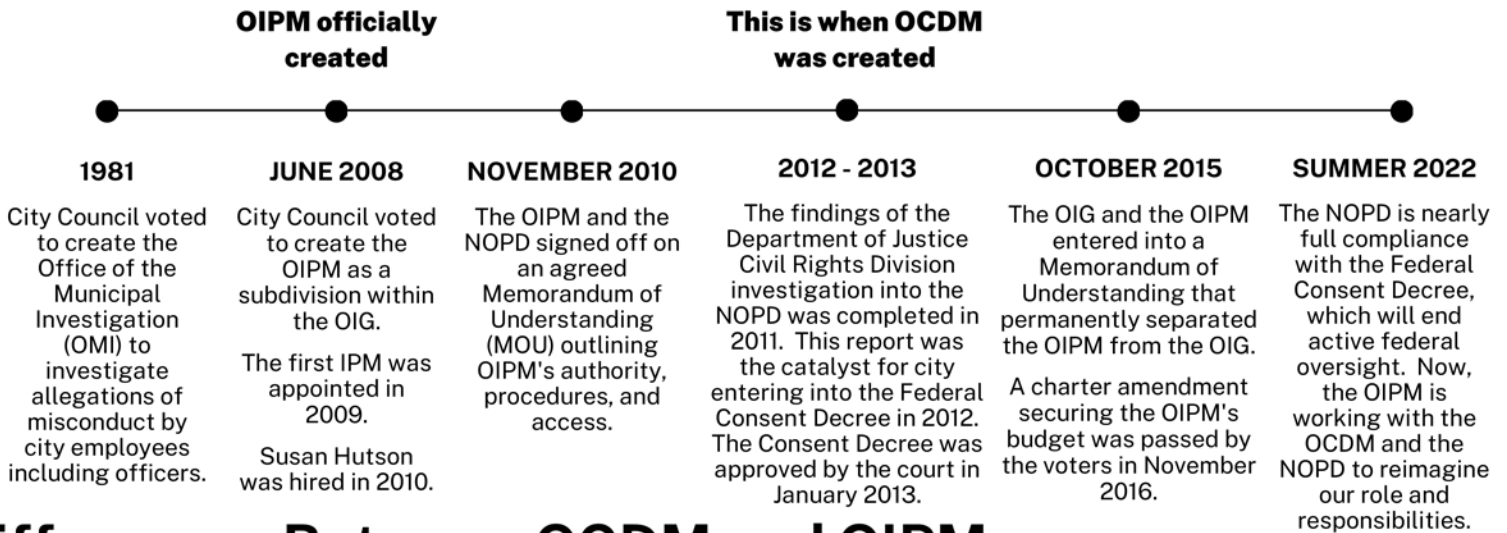 OIPM officially
created
This is when OCDM
was created
1981
City Council voted
to create the
Office of the
Municipal
Investigation
(OMI) to
investigate
allegations of
misconduct by
city employees
including officers.
JUNE 2008
City Council voted
to create the
OIPM as a
subdivision within
the OIG.
The first IPM was
appointed in
2009.
Susan Hutson
was hired in 2010.
NOVEMBER 2010
The OIPM and the
NOPD signed off on
an agreed
Memorandum of
Understanding
(MOU) outlining
OIPM's authority,
procedures, and
access.
2012 - 2013
The findings of the
Department of Justice
Civil Rights Division
investigation into the
NOPD was completed in
2011. This report was
the catalyst for city
entering into the Federal
Consent Decree in 2012.
The Consent Decree was
approved by the court in
January 2013.
OCTOBER 2015
The OIG and the OIPM
entered into a
Memorandum of
Understanding that
permanently separated
the OIPM from the OIG.
A charter amendment
securing the OIPM's
budget was passed by
the voters in November
2016.
SUMMER 2022
The NOPD is nearly
full compliance
with the Federal
Consent Decree,
which will end
active federal
oversight. Now,
the OIPM is
working with the
OCDM and the
NOPD to reimagine
our role and
responsibilities.
OCDM OIPM